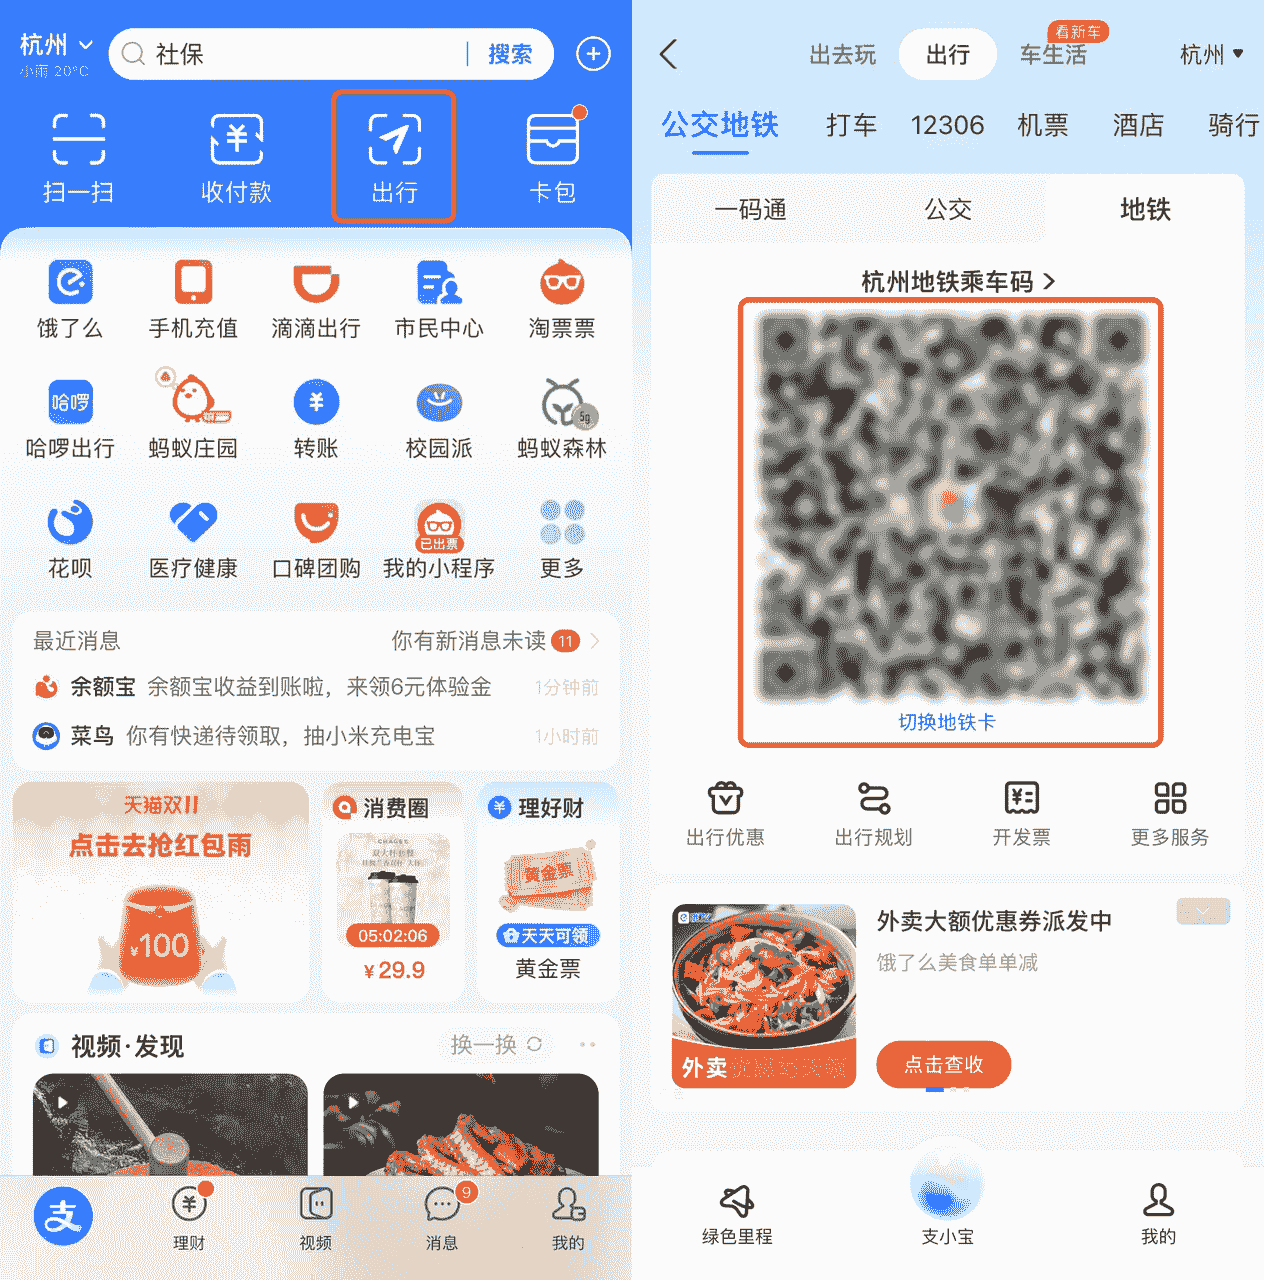 杭州
小雨 20°C
社保
搜索
扫一扫
收付款
出行
卡包
饿了么
手机充值
滴滴出行
市民中心
淘票票
哈啰
哈啰出行
蚂蚁庄园
转账
校园派
5g
蚂蚁森林
花呗
医疗健康
口碑团购
已出票
我的小程序
更多
最近消息
你有新消息未读 11
余额宝 余额宝收益到账啦，来领6元体验金 1分钟前
菜鸟 你有快递待领取，抽小米充电宝 1小时前
天猫双11
点击去抢红包雨
¥100
消费圈
05:02:06
¥29.9
理好财
黄金票
天天可领
黄金票
视频·发现
换一换
支
理财
视频
9
消息
我的
出去玩
出行
看新车
车生活
杭州
公交地铁
打车
12306
机票
酒店
骑行
一码通
公交
地铁
杭州地铁乘车码
切换地铁卡
出行优惠
出行规划
开发票
更多服务
外卖大额优惠券派发中
饿了么美食单单减
外卖
点击查收
绿色里程
支小宝
我的